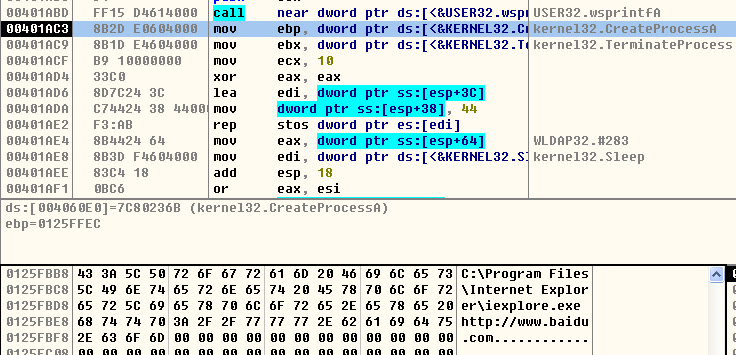 00401ABD FF15 D4614000 call near dword ptr ds:[<&USER32.wspr USER32.wsprintfA
00401AC3 8B2D E0604000 mov ebp, dword ptr ds:[<&KERNEL32.Cr kernel32.CreateProcessA
00401AC9 8B1D E4604000 mov ebx, dword ptr ds:[<&KERNEL32.Te kernel32.TerminateProcess
00401ACF B9 10000000 mov ecx, 10
00401AD4 33C0 xor eax, eax
00401AD6 8D7C24 3C lea edi, dword ptr ss:[esp+3C]
00401ADA C74424 38 44000 mov dword ptr ss:[esp+38], 44
00401AE2 F3:AB rep stos dword ptr es:[edi]
00401AE4 8B4424 64 mov eax, dword ptr ss:[esp+64] WLDAP32.#283
00401AE8 8B3D F4604000 mov edi, dword ptr ds:[<&KERNEL32.Sl kernel32.Sleep
00401AEE 83C4 18 add esp, 18
00401AF1 0BC6 or eax, esi
ds:[004060E0]=7C80236B (kernel32.CreateProcessA)
ebp=0125FFEC
0125FBB8 43 3A 5C 50 72 6F 67 72 61 6D 20 46 69 6C 65 73 C:\Program Files
0125FBC8 5C 49 6E 74 65 72 6E 65 74 20 45 78 70 6C 6F 72 \Internet Explor
0125FBD8 65 72 5C 69 65 78 70 6C 6F 72 65 2E 65 78 65 20 er\iexplore.exe
0125FBE8 68 74 74 70 3A 2F 2F 77 77 77 2E 62 61 69 64 75 http://www.baidu
0125FBF8 2E 63 6F 6D 00 00 00 00 00 00 00 00 00 00 00 00 .com............